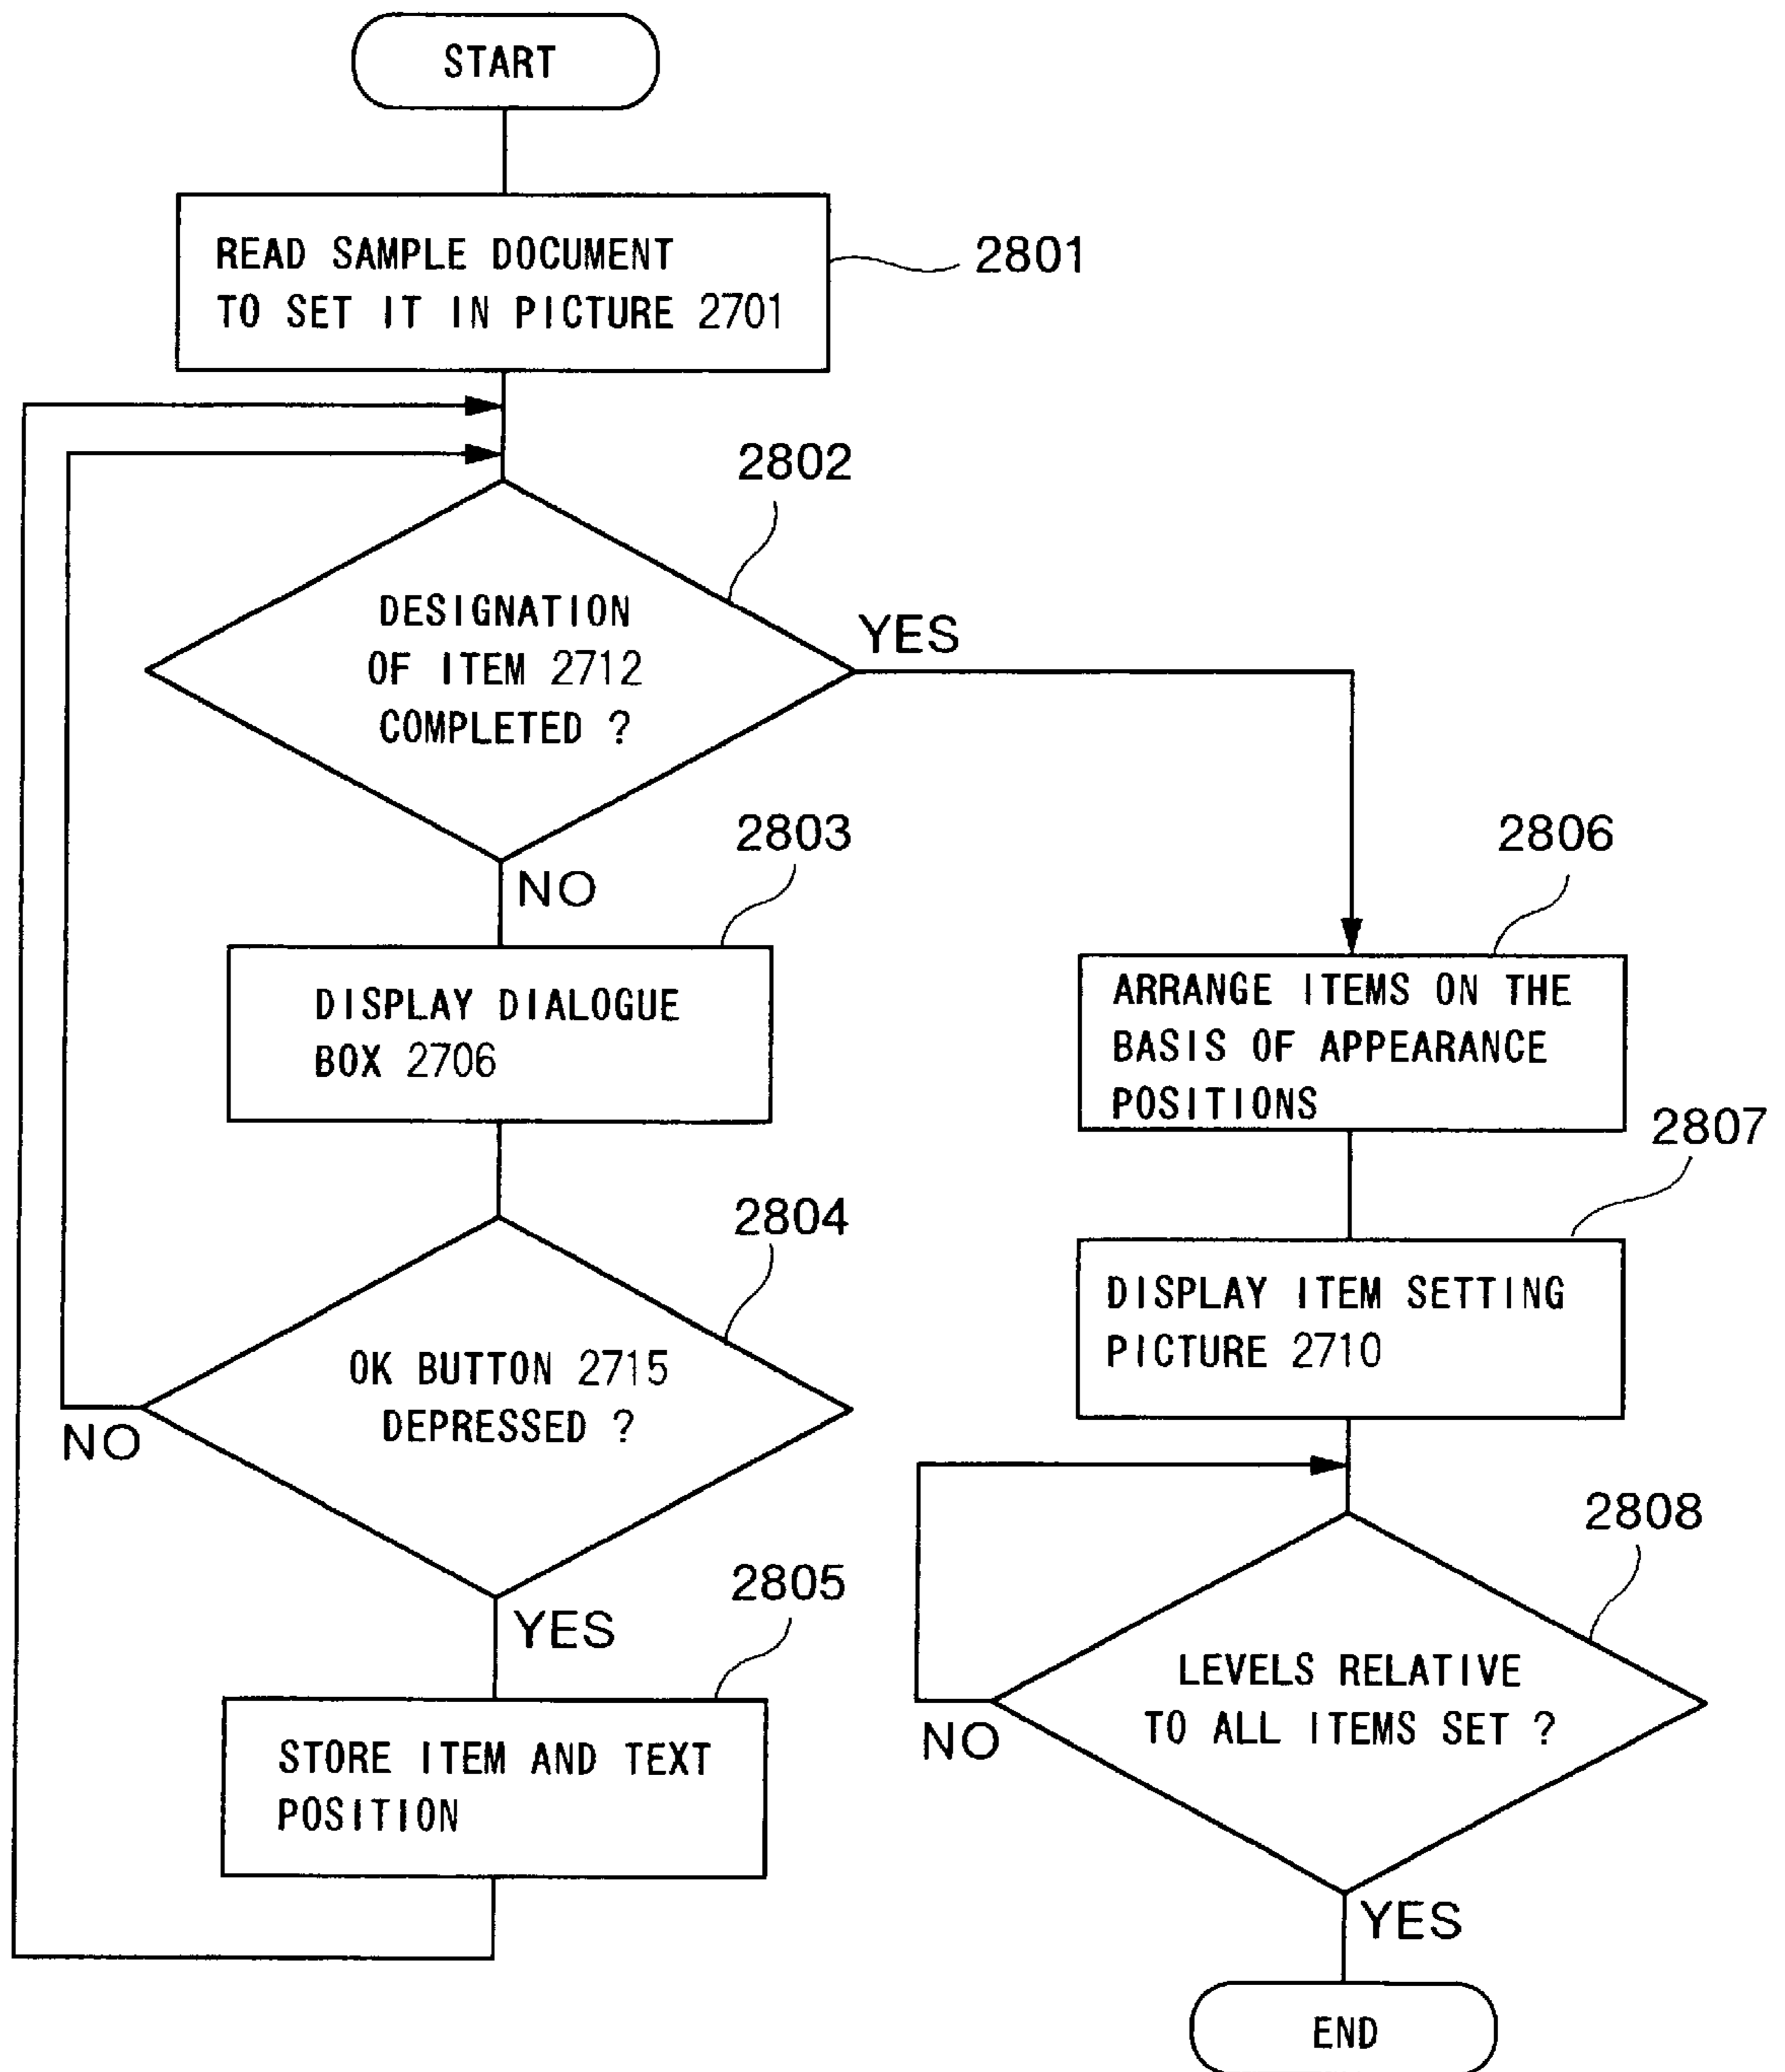 START
READ SAMPLE DOCUMENT
TO SET IT IN PICTURE 2701
2801
2802
DESIGNATION
OF ITEM 2712
COMPLETED ?
YES
NO
2803
DISPLAY DIALOGUE
BOX 2706
2804
OK BUTTON 2715
DEPRESSED ?
NO
YES
2805
STORE ITEM AND TEXT
POSITION
2806
ARRANGE ITEMS ON THE
BASIS OF APPEARANCE
POSITIONS
2807
DISPLAY ITEM SETTING
PICTURE 2710
2808
LEVELS RELATIVE
TO ALL ITEMS SET ?
NO
YES
END